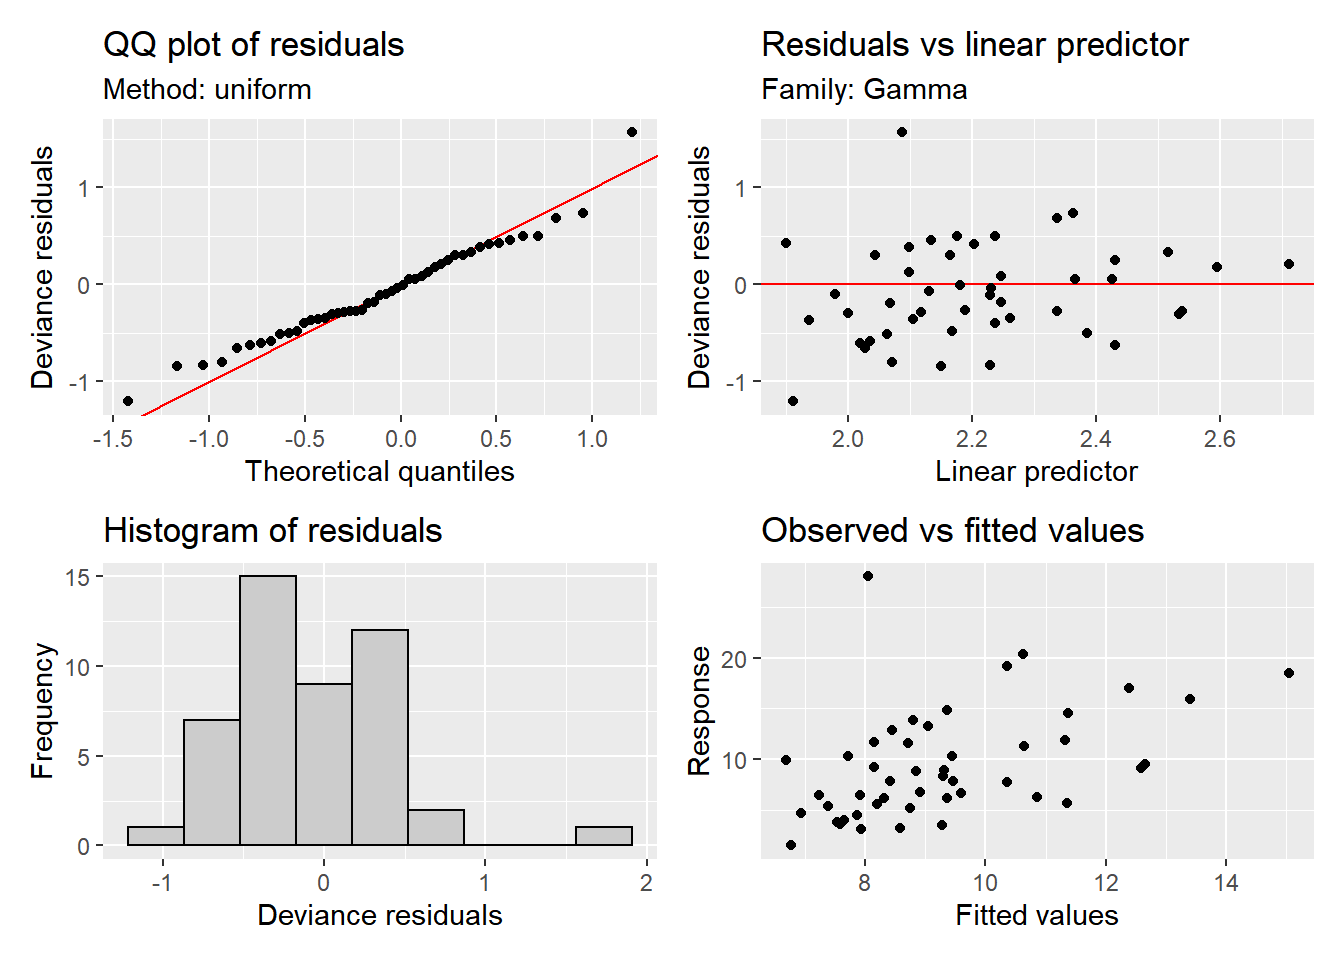 QQ plot of residuals
Method: uniform
Deviance residuals
1
0
-1
-1.5 -1.0 -0.5 0.0 0.5 1.0
Theoretical quantiles
Residuals vs linear predictor
Family: Gamma
Deviance residuals
1
0
-1
2.0 2.2 2.4 2.6
Linear predictor
Histogram of residuals
Frequency
15
10
5
0
-1 0 1 2
Deviance residuals
Observed vs fitted values
Response
20
10
8 10 12 14
Fitted values